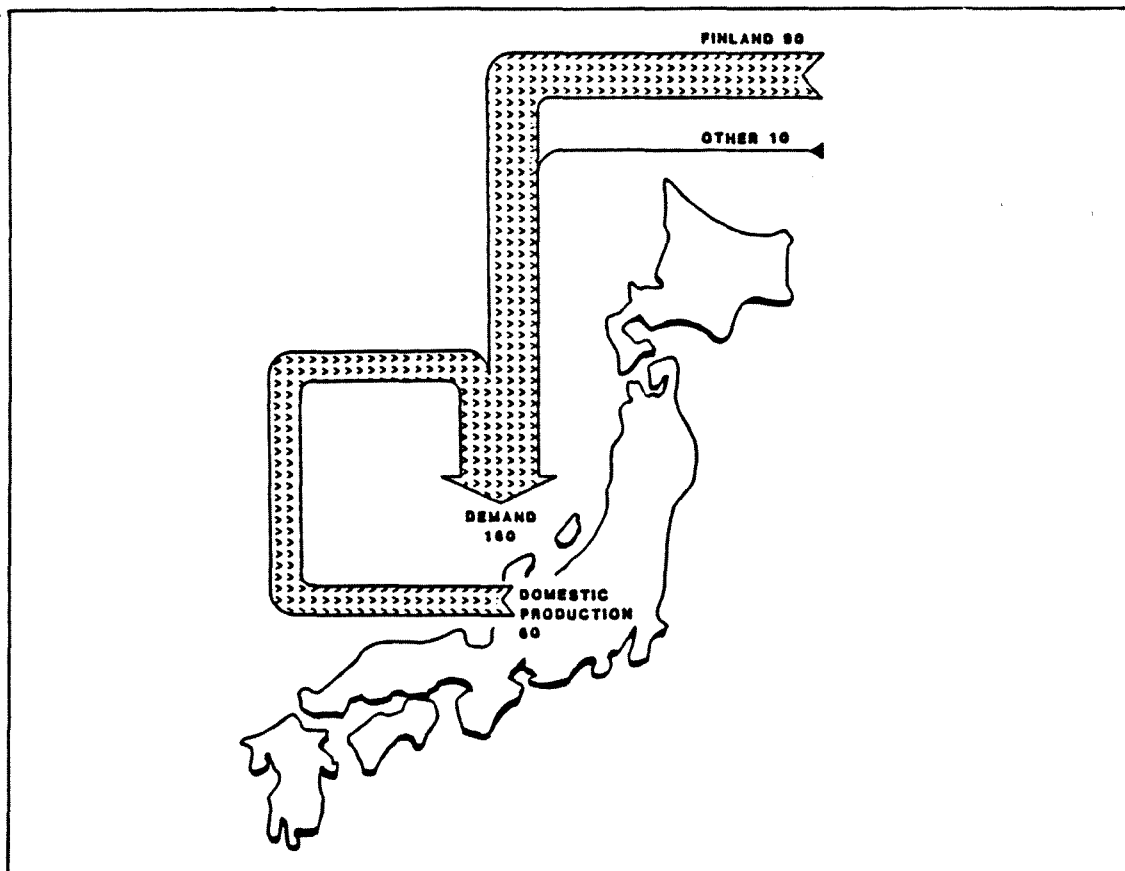 FINLAND 90
OTHER 10
DEMAND
160
DOMESTIC
PRODUCTION
60